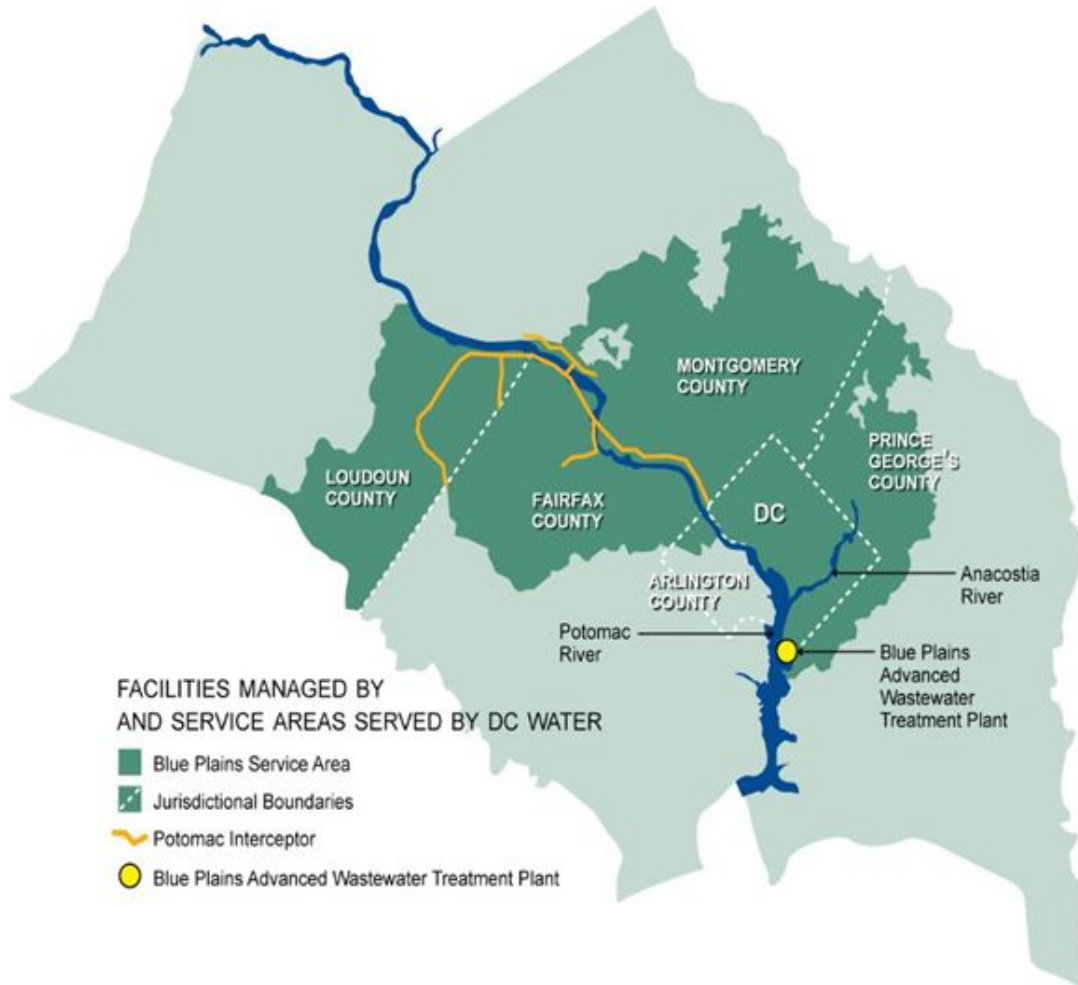 MONTGOMERY
COUNTY
PRINCE
GEORGE'S
COUNTY
LOUDOUN
COUNTY
FAIRFAX
COUNTY
DC
ARLINGTON
COUNTY
Anacostia
River
Potomac
River
Blue Plains
Advanced
Wastewater
Treatment Plant
FACILITIES MANAGED BY
AND SERVICE AREAS SERVED BY DC WATER
Blue Plains Service Area
Jurisdictional Boundaries
Potomac Interceptor
Blue Plains Advanced Wastewater Treatment Plant